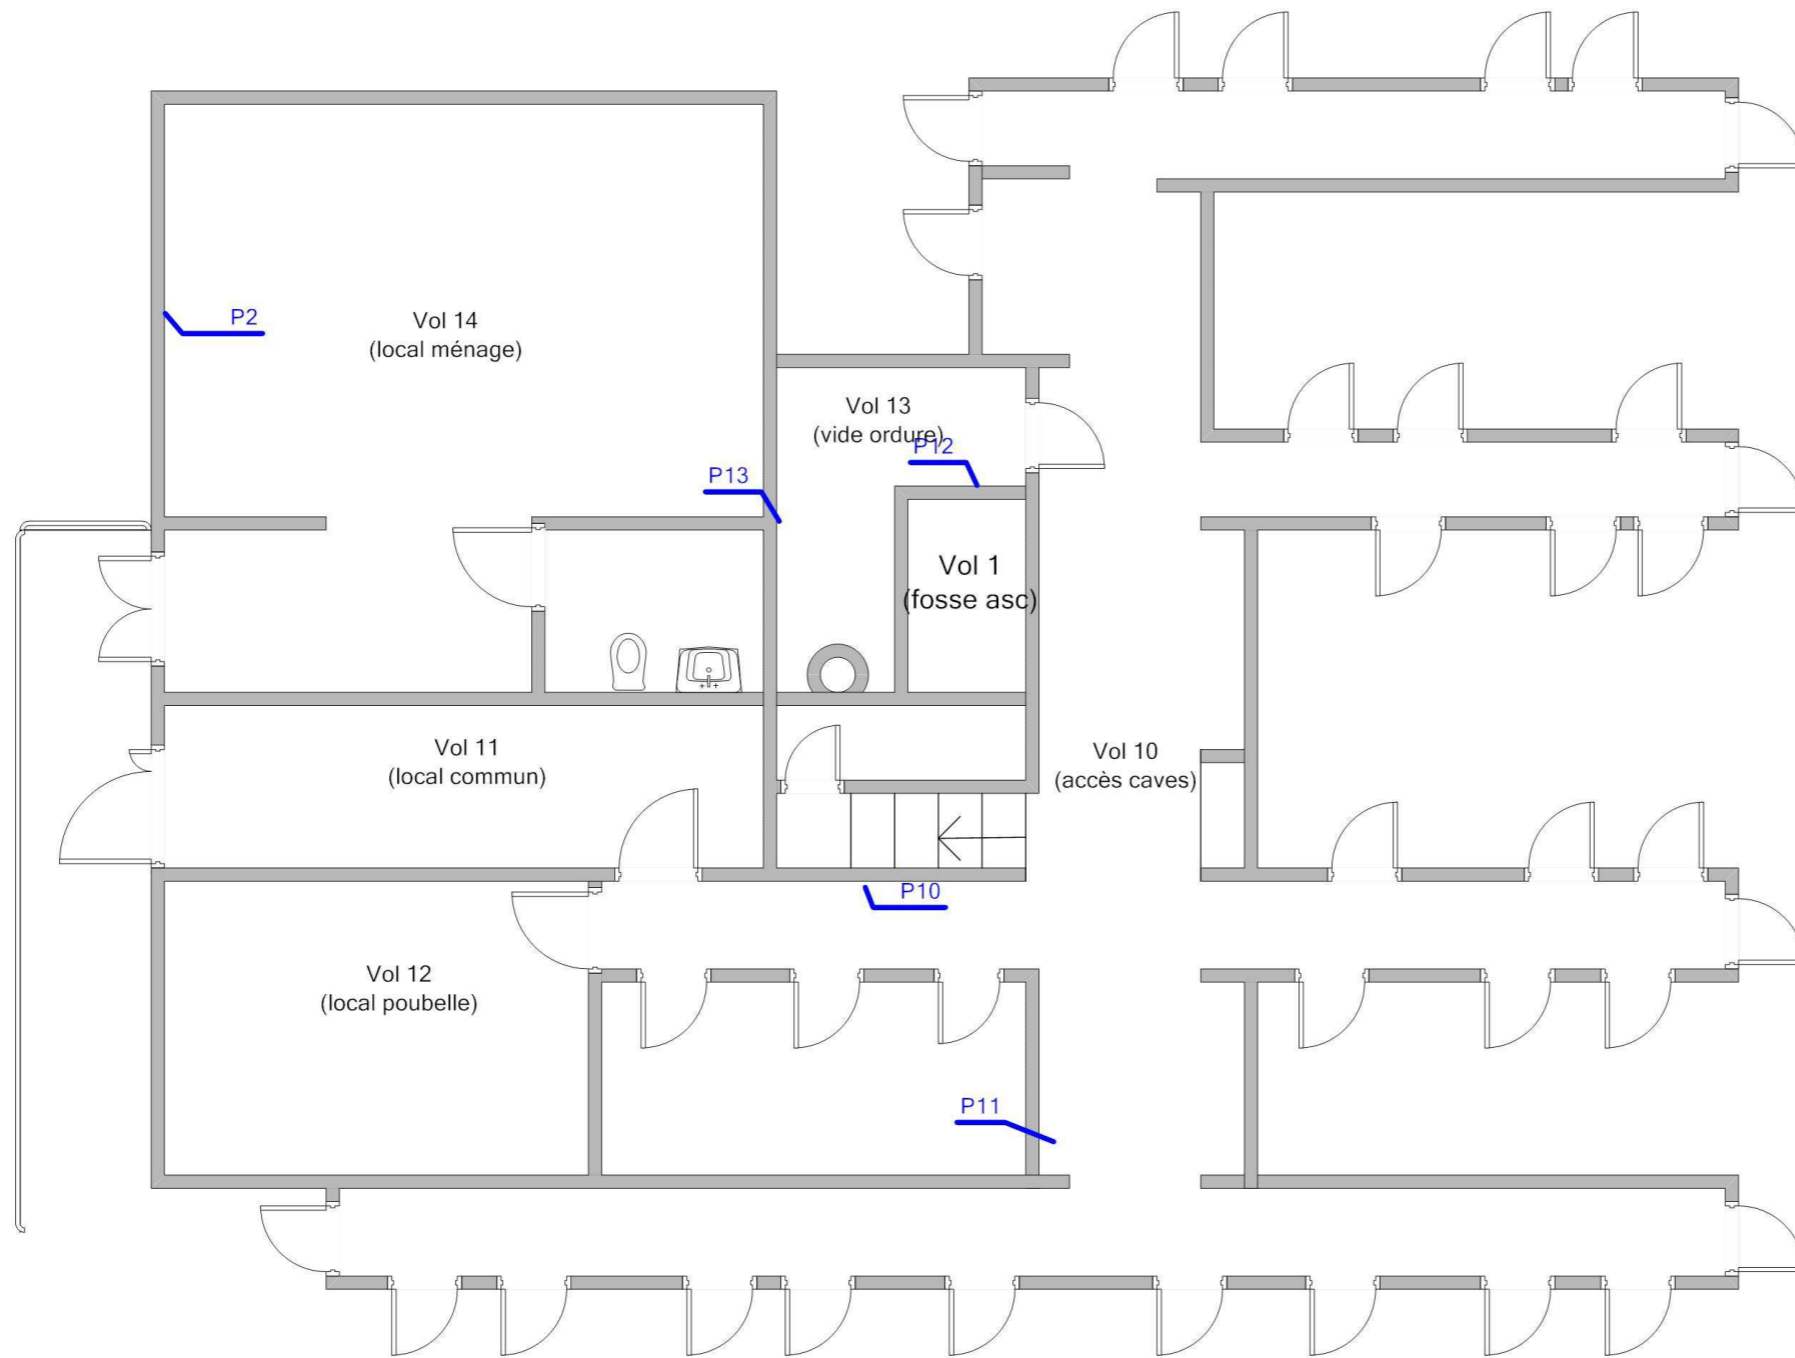 P2
Vol 14
(local ménage)
Vol 13
(vide ordure)
P12
P13
Vol 1
(fosse asc)
Vol 11
(local commun)
Vol 10
(accès caves)
P10
Vol 12
(local poubelle)
P11